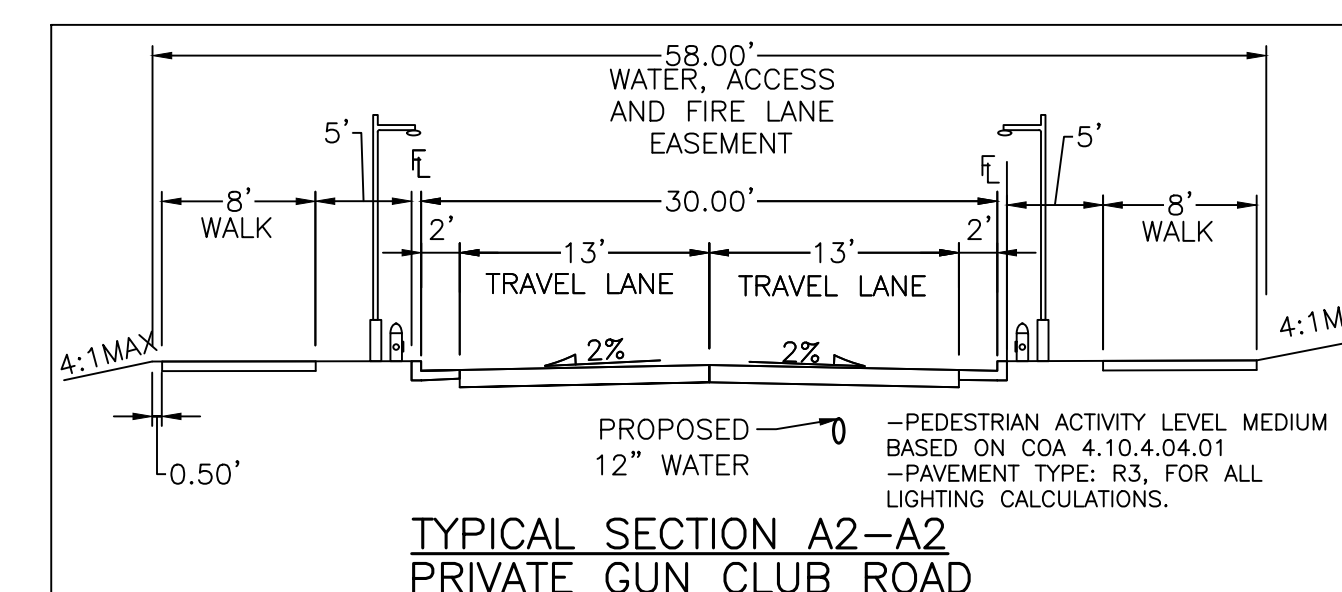 58.00'
WATER, ACCESS
AND FIRE LANE
EASEMENT
5'
5'
FL
FL
8'
WALK
30.00'
8'
WALK
2'
13'
TRAVEL LANE
13'
TRAVEL LANE
2'
4:1MAX
2%
2%
4:1M
0.50'
PROPOSED
12" WATER
-PEDESTRIAN ACTIVITY LEVEL MEDIUM
BASED ON COA 4.10.4.04.01
-PAVEMENT TYPE: R3, FOR ALL
LIGHTING CALCULATIONS.
TYPICAL SECTION A2-A2
PRIVATE GUN CLUB ROAD